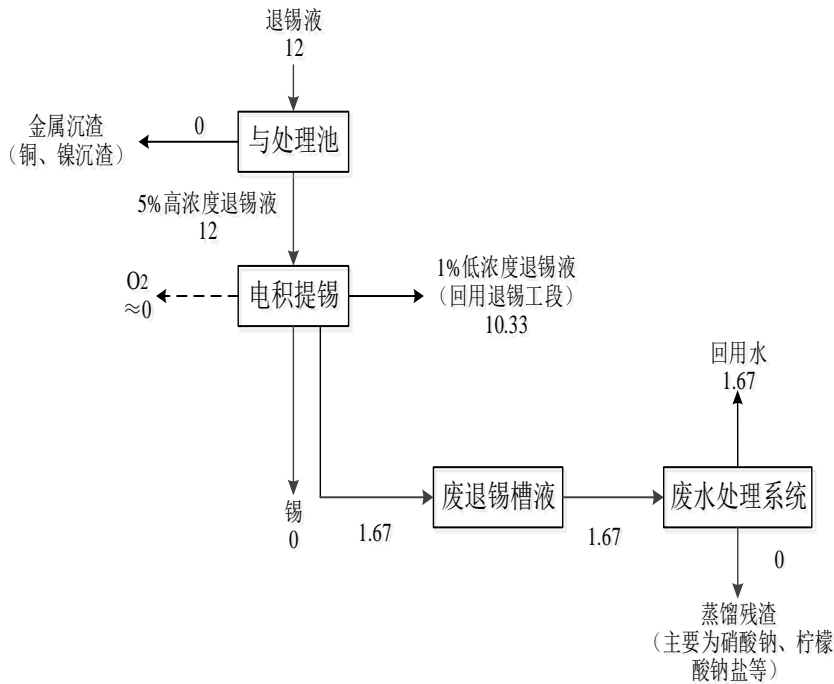 退锡液
12
金属沉渣
（铜、镍沉渣）
0
与处理池
5%高浓度退锡液
12
O2
≈0
电积提锡
1%低浓度退锡液
（回用退锡工段）
10.33
回用水
1.67
锡
0
1.67
废退锡槽液
1.67
废水处理系统
0
蒸馏残渣
（主要为硝酸钠、柠檬
酸钠盐等）